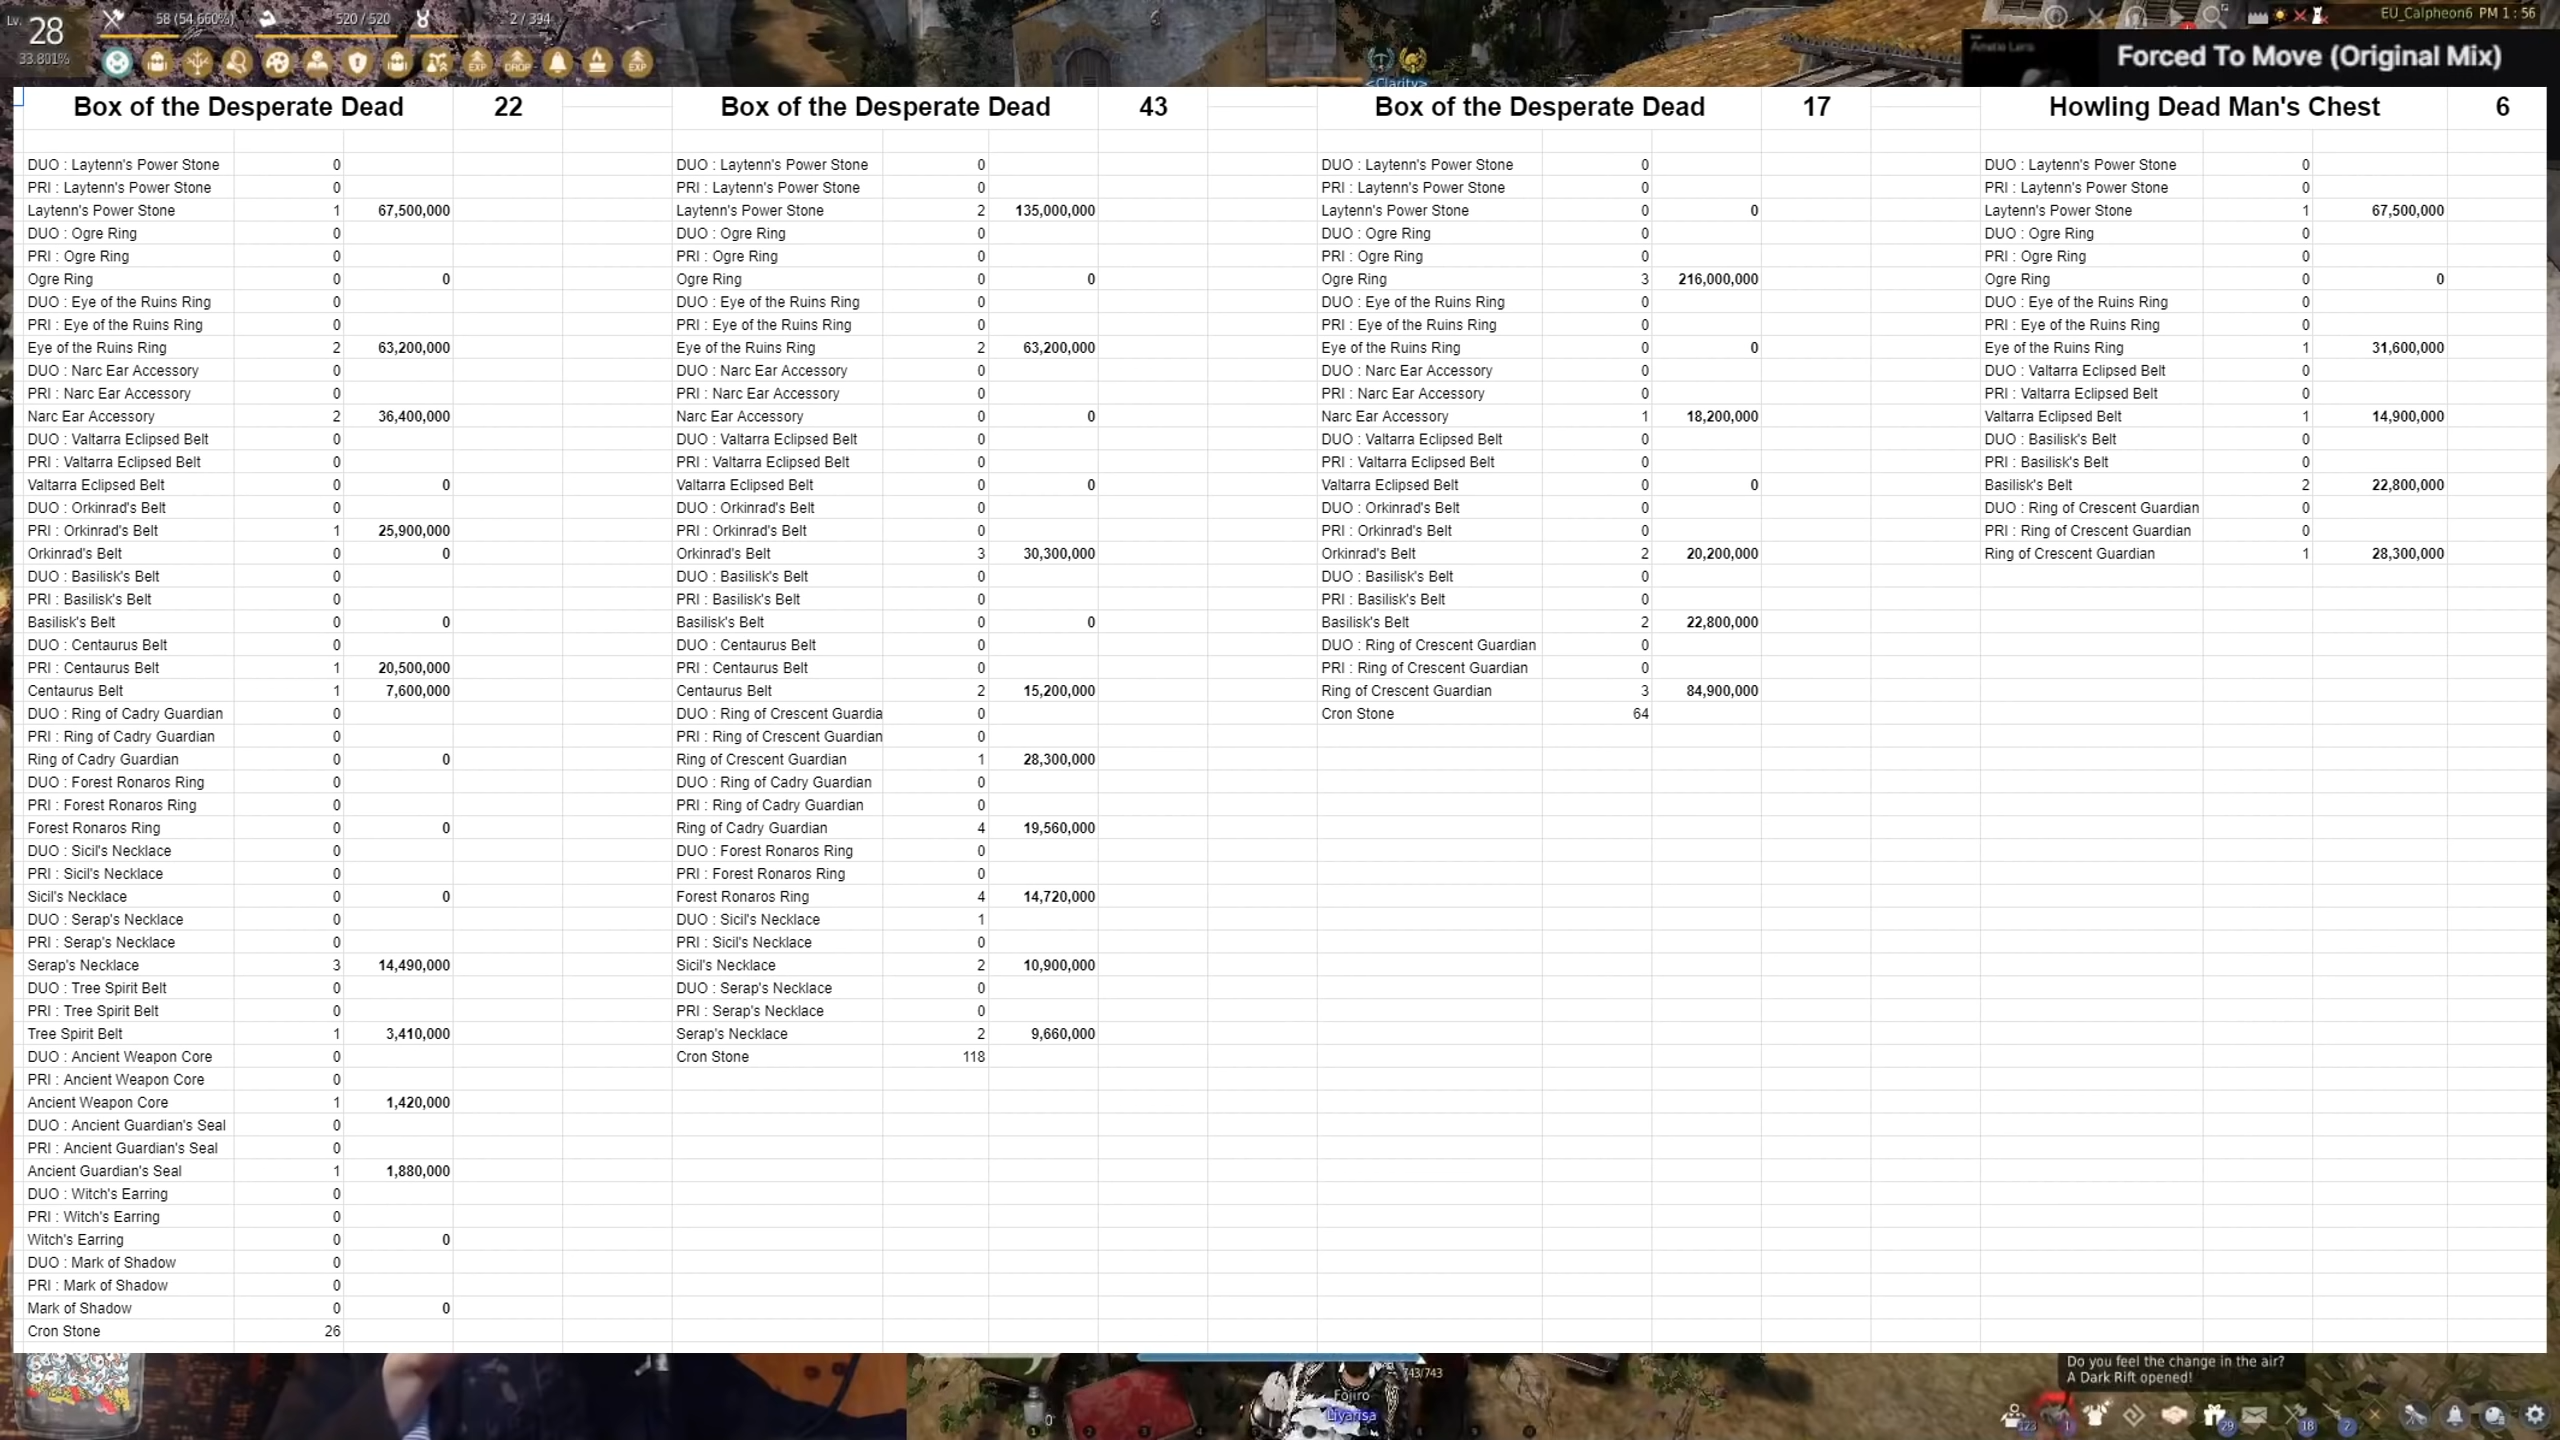 Lv. 28
33.801%
58 (54.660%)
520 / 520
2 / 394
EU_Calpheon6 PM 1 : 56
Amelie Lens
Forced To Move (Original Mix)
<Clarity>
EXP
DROP
EXP
Box of the Desperate Dead 22
DUO : Laytenn's Power Stone 0
PRI : Laytenn's Power Stone 0
Laytenn's Power Stone 1 67,500,000
DUO : Ogre Ring 0
PRI : Ogre Ring 0
Ogre Ring 0 0
DUO : Eye of the Ruins Ring 0
PRI : Eye of the Ruins Ring 0
Eye of the Ruins Ring 2 63,200,000
DUO : Narc Ear Accessory 0
PRI : Narc Ear Accessory 0
Narc Ear Accessory 2 36,400,000
DUO : Valtarra Eclipsed Belt 0
PRI : Valtarra Eclipsed Belt 0
Valtarra Eclipsed Belt 0 0
DUO : Orkinrad's Belt 0
PRI : Orkinrad's Belt 1 25,900,000
Orkinrad's Belt 0 0
DUO : Basilisk's Belt 0
PRI : Basilisk's Belt 0
Basilisk's Belt 0 0
DUO : Centaurus Belt 0
PRI : Centaurus Belt 1 20,500,000
Centaurus Belt 1 7,600,000
DUO : Ring of Cadry Guardian 0
PRI : Ring of Cadry Guardian 0
Ring of Cadry Guardian 0 0
DUO : Forest Ronaros Ring 0
PRI : Forest Ronaros Ring 0
Forest Ronaros Ring 0 0
DUO : Sicil's Necklace 0
PRI : Sicil's Necklace 0
Sicil's Necklace 0 0
DUO : Serap's Necklace 0
PRI : Serap's Necklace 0
Serap's Necklace 3 14,490,000
DUO : Tree Spirit Belt 0
PRI : Tree Spirit Belt 0
Tree Spirit Belt 1 3,410,000
DUO : Ancient Weapon Core 0
PRI : Ancient Weapon Core 0
Ancient Weapon Core 1 1,420,000
DUO : Ancient Guardian's Seal 0
PRI : Ancient Guardian's Seal 0
Ancient Guardian's Seal 1 1,880,000
DUO : Witch's Earring 0
PRI : Witch's Earring 0
Witch's Earring 0 0
DUO : Mark of Shadow 0
PRI : Mark of Shadow 0
Mark of Shadow 0 0
Cron Stone 26
Box of the Desperate Dead 43
DUO : Laytenn's Power Stone 0
PRI : Laytenn's Power Stone 0
Laytenn's Power Stone 2 135,000,000
DUO : Ogre Ring 0
PRI : Ogre Ring 0
Ogre Ring 0 0
DUO : Eye of the Ruins Ring 0
PRI : Eye of the Ruins Ring 0
Eye of the Ruins Ring 2 63,200,000
DUO : Narc Ear Accessory 0
PRI : Narc Ear Accessory 0
Narc Ear Accessory 0 0
DUO : Valtarra Eclipsed Belt 0
PRI : Valtarra Eclipsed Belt 0
Valtarra Eclipsed Belt 0 0
DUO : Orkinrad's Belt 0
PRI : Orkinrad's Belt 0
Orkinrad's Belt 3 30,300,000
DUO : Basilisk's Belt 0
PRI : Basilisk's Belt 0
Basilisk's Belt 0 0
DUO : Centaurus Belt 0
PRI : Centaurus Belt 0
Centaurus Belt 2 15,200,000
DUO : Ring of Crescent Guardia 0
PRI : Ring of Crescent Guardian 0
Ring of Crescent Guardian 1 28,300,000
DUO : Ring of Cadry Guardian 0
PRI : Ring of Cadry Guardian 0
Ring of Cadry Guardian 4 19,560,000
DUO : Forest Ronaros Ring 0
PRI : Forest Ronaros Ring 0
Forest Ronaros Ring 4 14,720,000
DUO : Sicil's Necklace 1
PRI : Sicil's Necklace 0
Sicil's Necklace 2 10,900,000
DUO : Serap's Necklace 0
PRI : Serap's Necklace 0
Serap's Necklace 2 9,660,000
Cron Stone 118
Box of the Desperate Dead 17
DUO : Laytenn's Power Stone 0
PRI : Laytenn's Power Stone 0
Laytenn's Power Stone 0 0
DUO : Ogre Ring 0
PRI : Ogre Ring 0
Ogre Ring 3 216,000,000
DUO : Eye of the Ruins Ring 0
PRI : Eye of the Ruins Ring 0
Eye of the Ruins Ring 0 0
DUO : Narc Ear Accessory 0
PRI : Narc Ear Accessory 0
Narc Ear Accessory 1 18,200,000
DUO : Valtarra Eclipsed Belt 0
PRI : Valtarra Eclipsed Belt 0
Valtarra Eclipsed Belt 0 0
DUO : Orkinrad's Belt 0
PRI : Orkinrad's Belt 0
Orkinrad's Belt 2 20,200,000
DUO : Basilisk's Belt 0
PRI : Basilisk's Belt 0
Basilisk's Belt 2 22,800,000
DUO : Ring of Crescent Guardian 0
PRI : Ring of Crescent Guardian 0
Ring of Crescent Guardian 3 84,900,000
Cron Stone 64
Howling Dead Man's Chest 6
DUO : Laytenn's Power Stone 0
PRI : Laytenn's Power Stone 0
Laytenn's Power Stone 1 67,500,000
DUO : Ogre Ring 0
PRI : Ogre Ring 0
Ogre Ring 0 0
DUO : Eye of the Ruins Ring 0
PRI : Eye of the Ruins Ring 0
Eye of the Ruins Ring 1 31,600,000
DUO : Valtarra Eclipsed Belt 0
PRI : Valtarra Eclipsed Belt 0
Valtarra Eclipsed Belt 1 14,900,000
DUO : Basilisk's Belt 0
PRI : Basilisk's Belt 0
Basilisk's Belt 2 22,800,000
DUO : Ring of Crescent Guardian 0
PRI : Ring of Crescent Guardian 0
Ring of Crescent Guardian 1 28,300,000
743/743
Fojiro
Liyarisa
0
Do you feel the change in the air?
A Dark Rift opened!
123 1 29 18 2